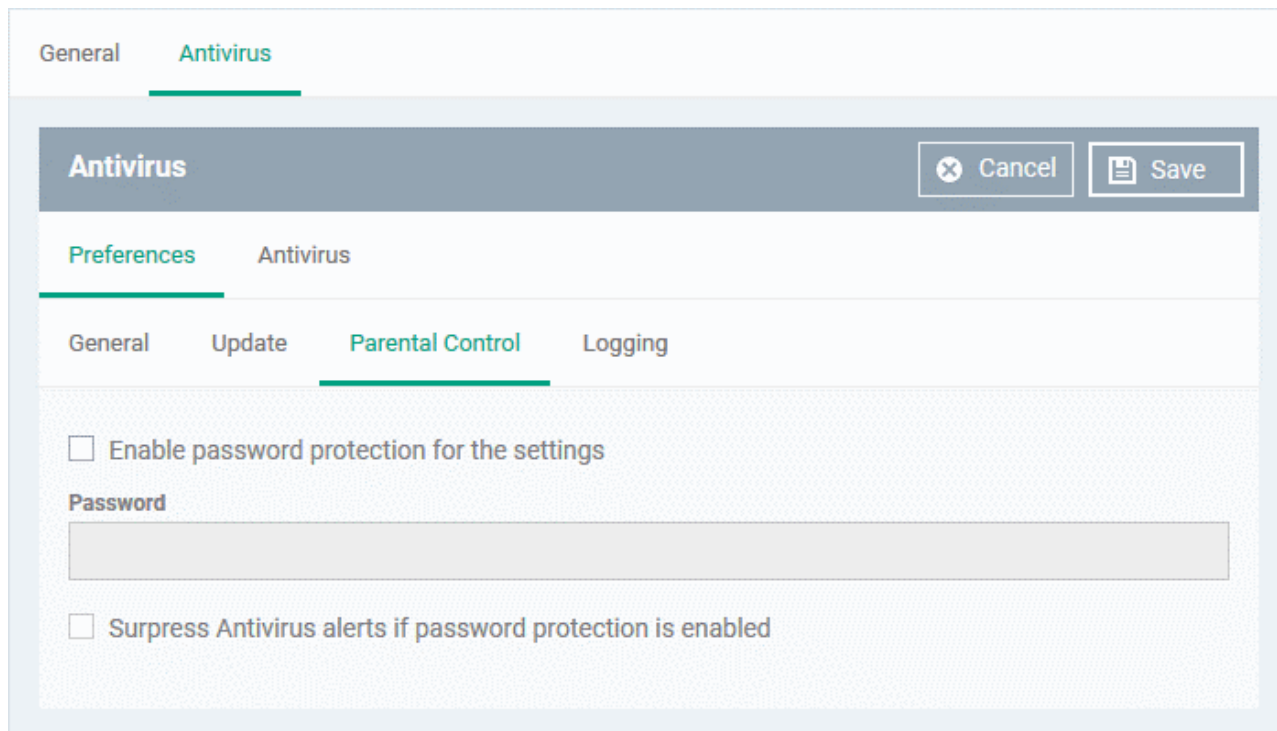 General Antivirus
Antivirus Cancel Save
Preferences Antivirus
General Update Parental Control Logging
Enable password protection for the settings
Password
Surpress Antivirus alerts if password protection is enabled